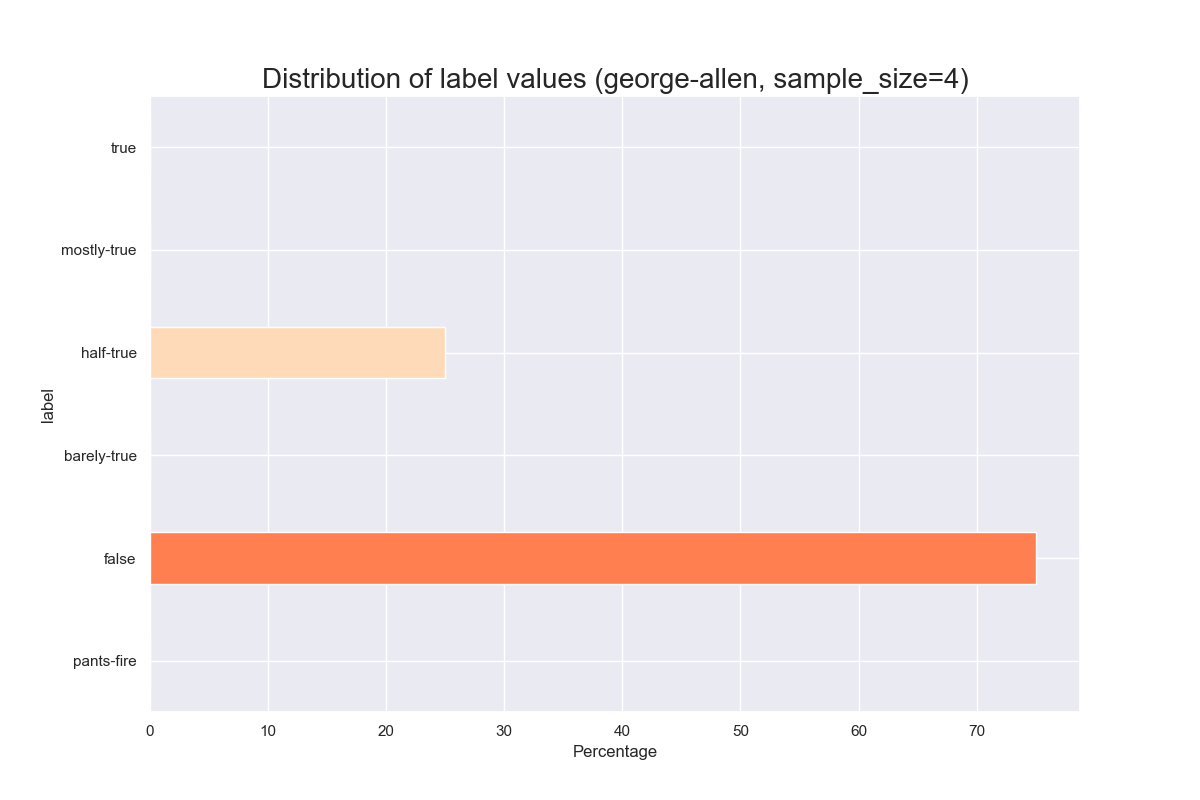 Distribution of label values (george-allen, sample_size=4)
true
mostly-true
half-true
barely-true
false
pants-fire
label
0 10 20 30 40 50 60 70
Percentage